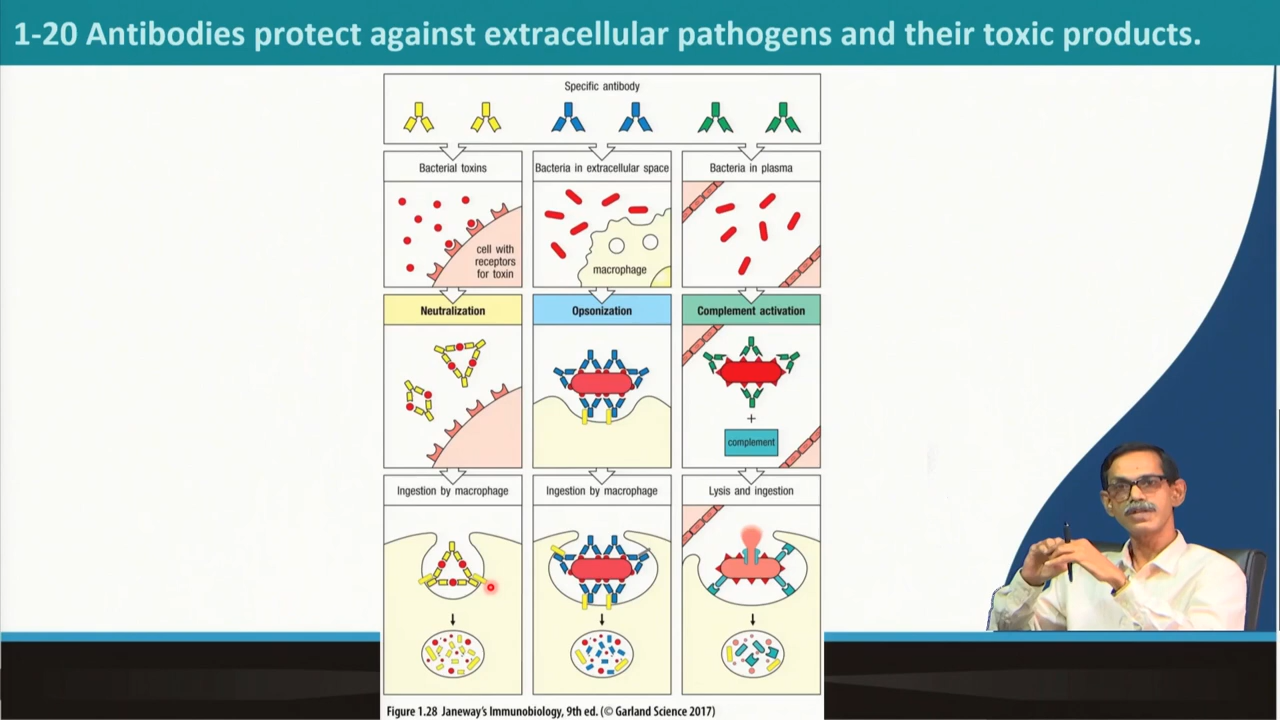 1-20 Antibodies protect against extracellular pathogens and their toxic products.
Specific antibody
Bacterial toxins
Bacteria in extracellular space
Bacteria in plasma
cell with
receptors
for toxin
macrophage
Neutralization
Opsonization
Complement activation
+
complement
Ingestion by macrophage
Ingestion by macrophage
Lysis and ingestion
Figure 1.28 Janeway's Immunobiology, 9th ed. (© Garland Science 2017)